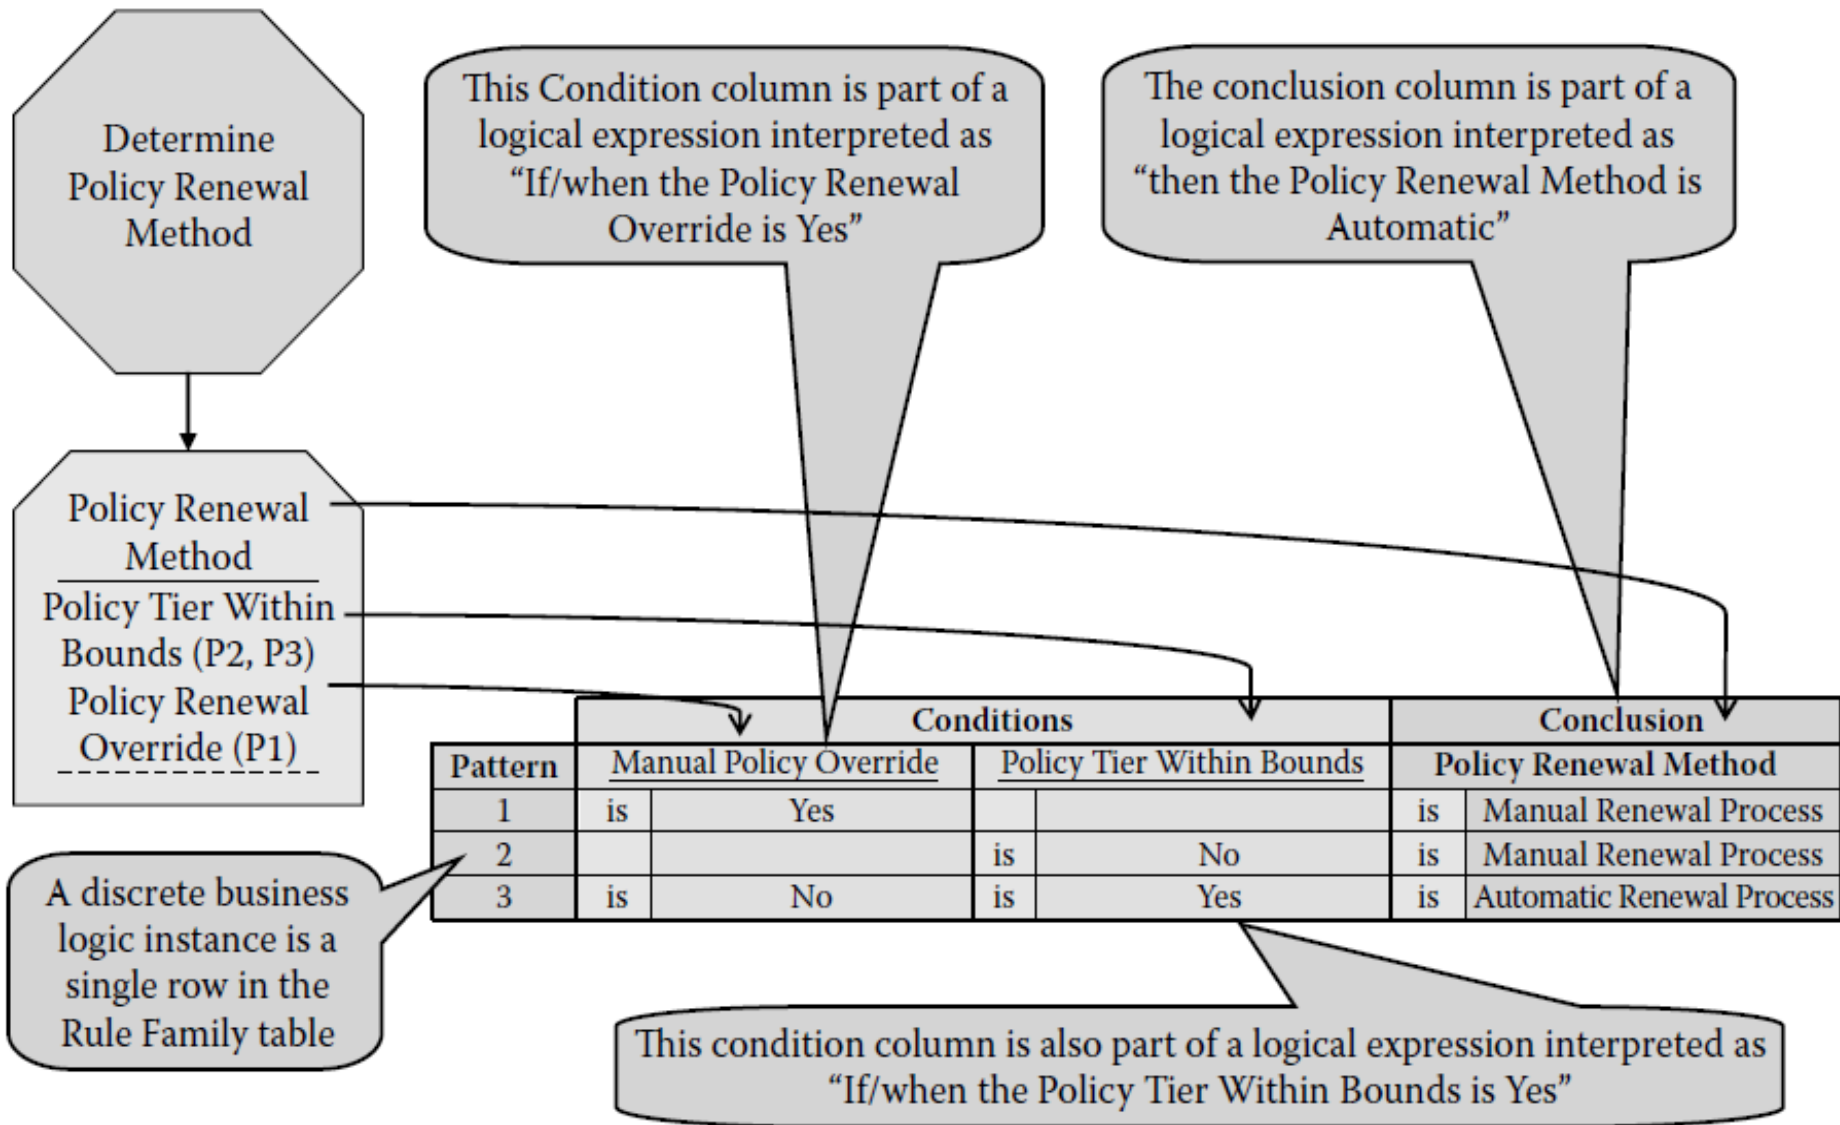 Determine
Policy Renewal
Method
This Condition column is part of a
logical expression interpreted as
“If/when the Policy Renewal
Override is Yes”
The conclusion column is part of a
logical expression interpreted as
“then the Policy Renewal Method is
Automatic”
Policy Renewal
Method
Policy Tier Within
Bounds (P2, P3)
Policy Renewal
Override (P1)
Conditions Conclusion
Pattern Manual Policy Override Policy Tier Within Bounds Policy Renewal Method
1 is Yes is Manual Renewal Process
2 is No is Manual Renewal Process
3 is No is Yes is Automatic Renewal Process
A discrete business
logic instance is a
single row in the
Rule Family table
This condition column is also part of a logical expression interpreted as
“If/when the Policy Tier Within Bounds is Yes”